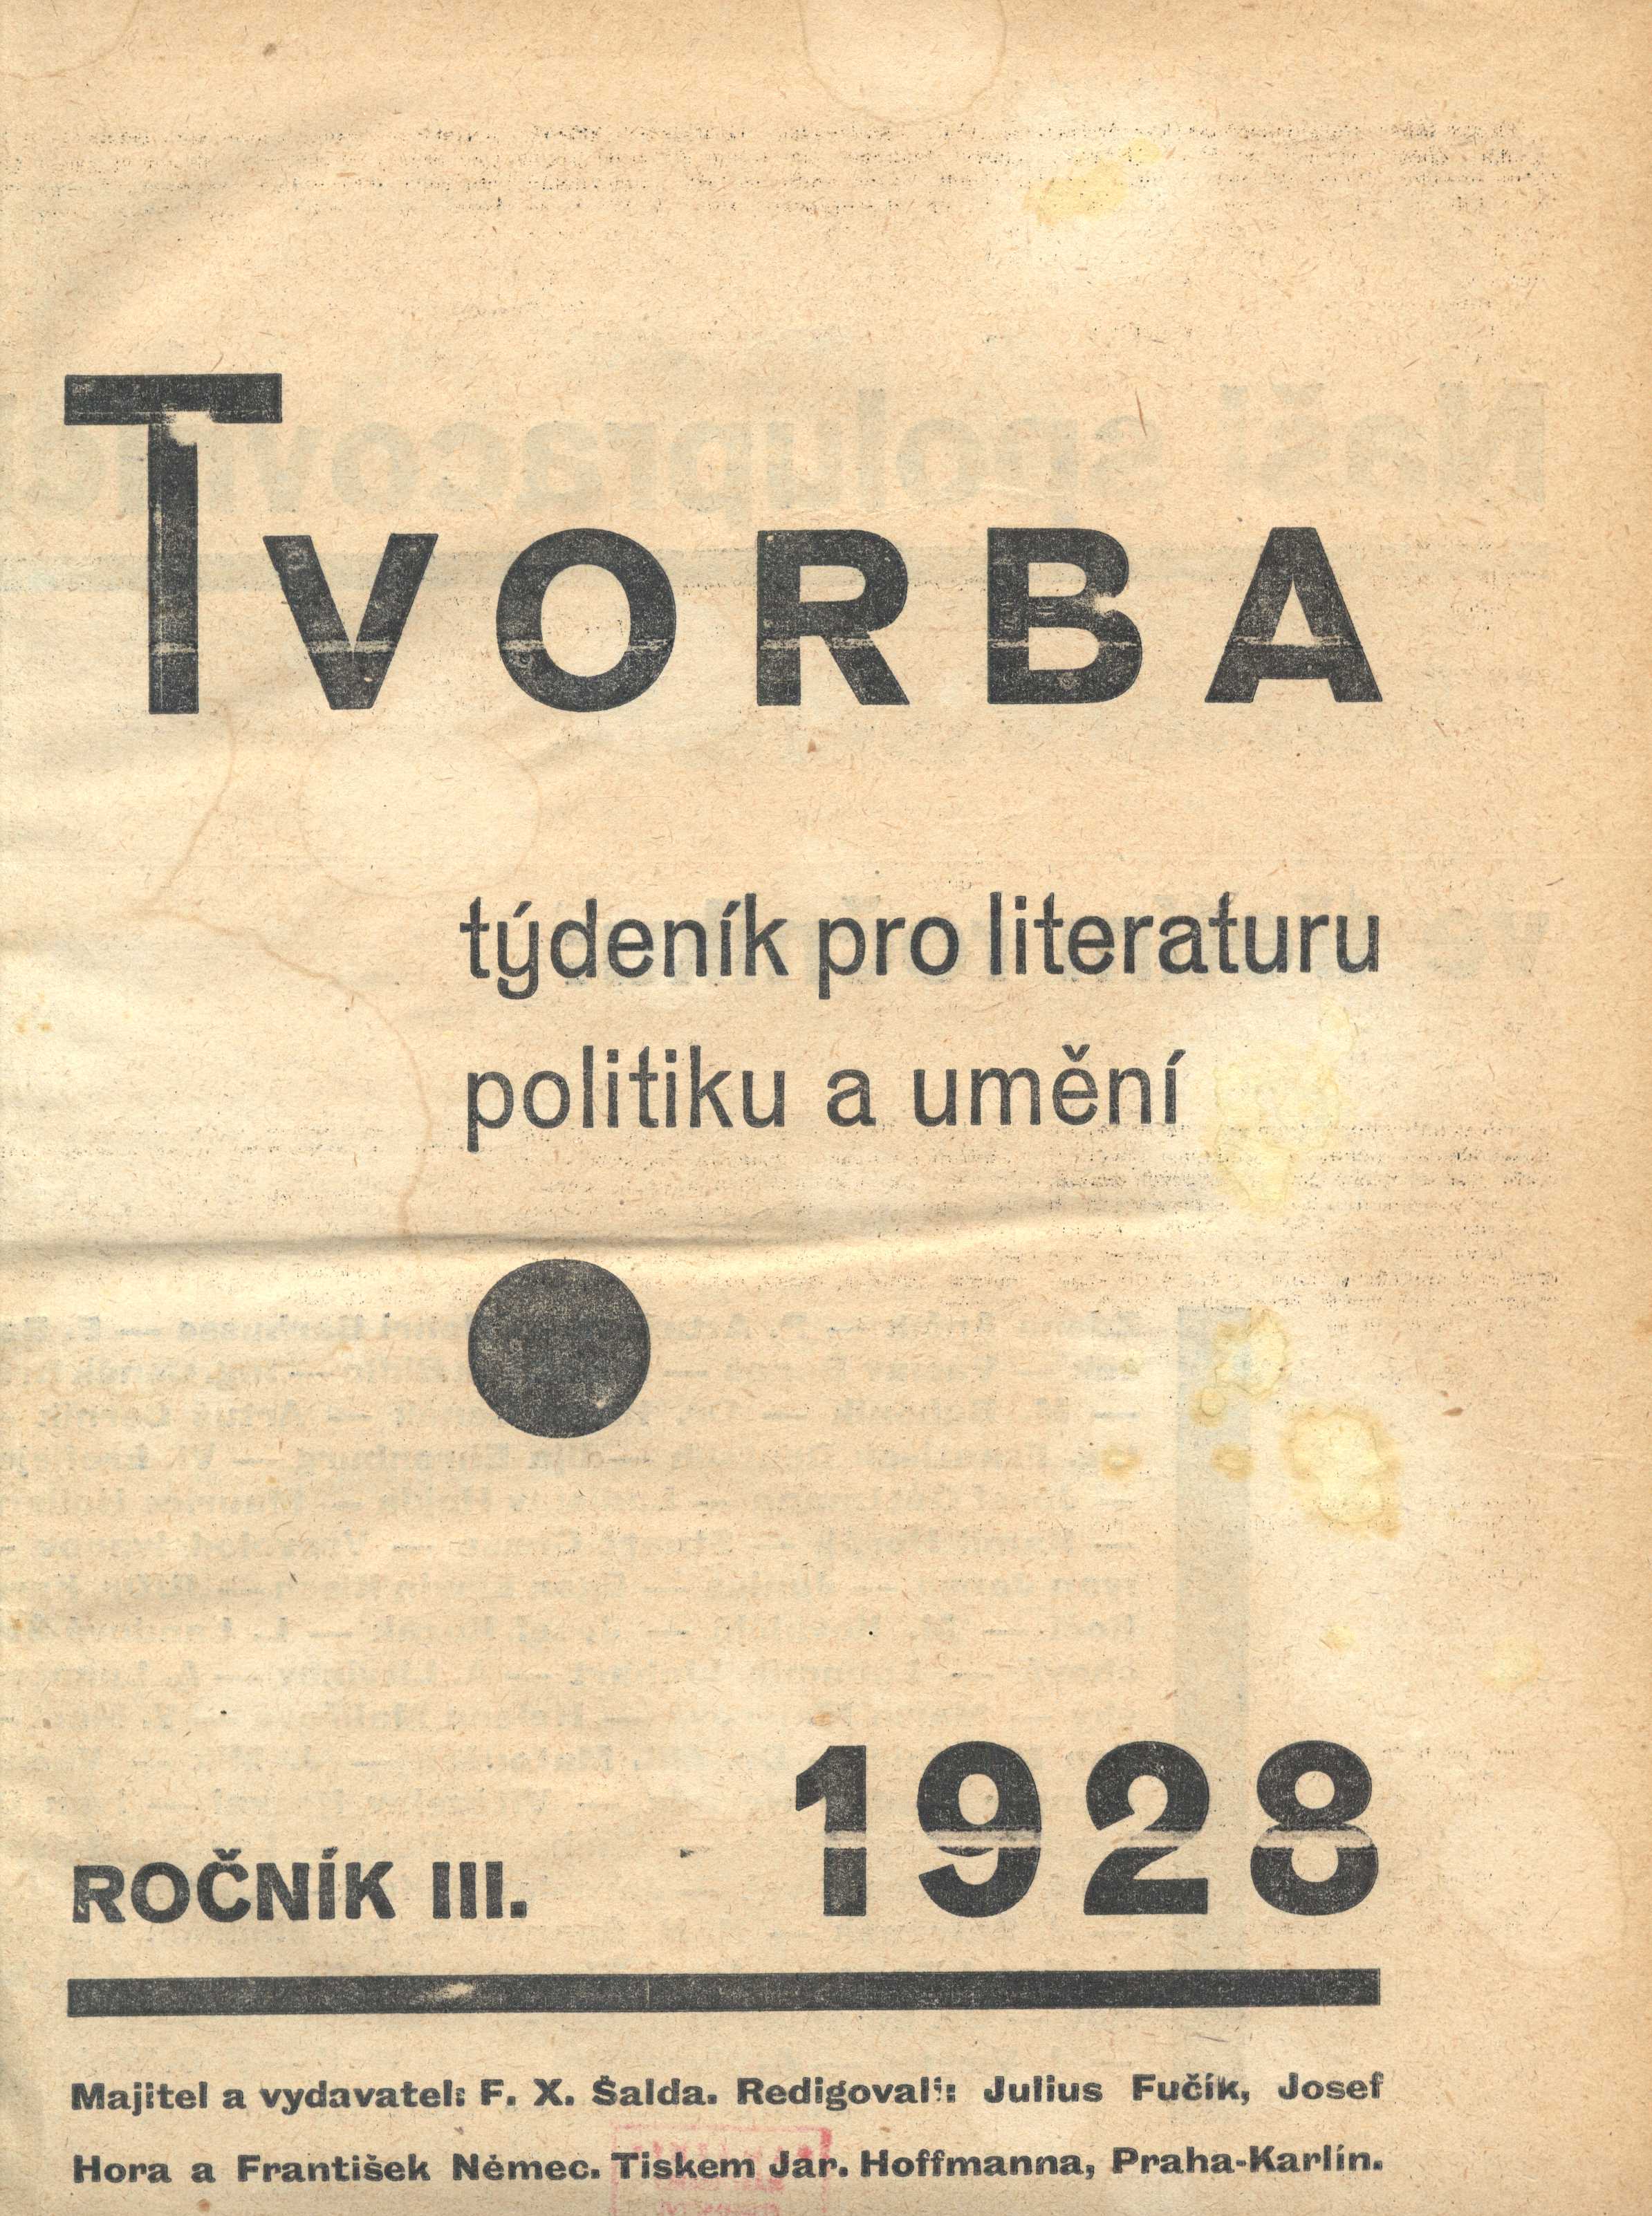 TVORBA
týdeník pro literaturu
politiku a umění
ROČNÍK III.
1928
Majitel a vydavatel: F. X. Šalda. Redigovali: Julius Fučík, Josef
Hora a František Němec. Tiskem Jar. Hoffmanna, Praha-Karlín.